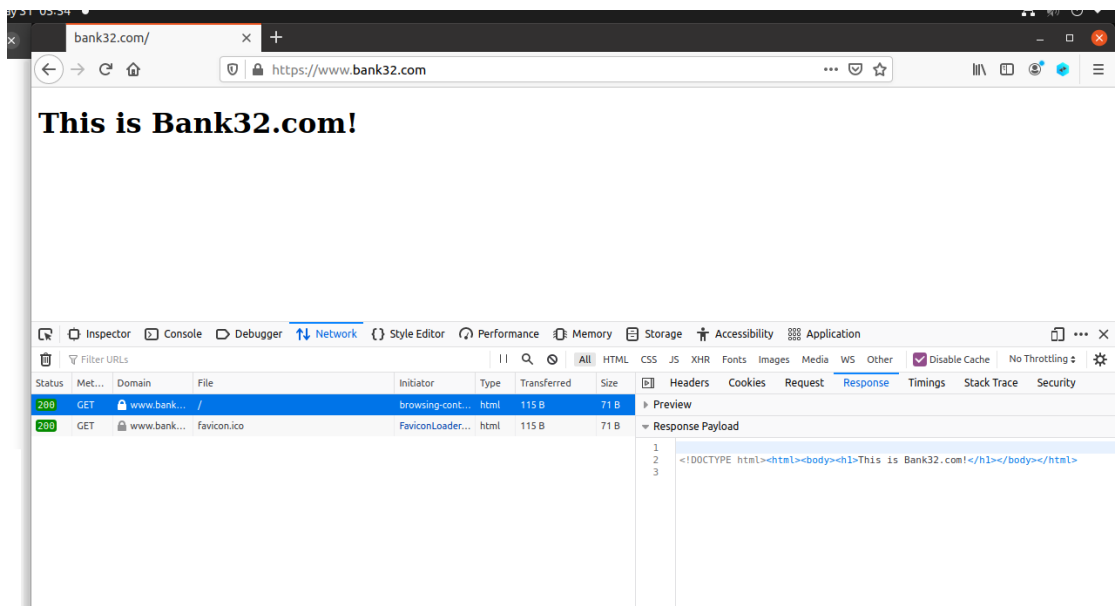 bank32.com/
https://www.bank32.com
This is Bank32.com!
Inspector Console Debugger Network Style Editor Performance Memory Storage Accessibility Application
Filter URLs All HTML CSS JS XHR Fonts Images Media WS Other Disable Cache No Throttling
Status Met... Domain File Initiator Type Transferred Size Headers Cookies Request Response Timings Stack Trace Security
200 GET www.bank... / browsing-cont... html 115 B 71 B Preview
200 GET www.bank... favicon.ico FaviconLoader... html 115 B 71 B Response Payload
1
2 <!DOCTYPE html><html><body><h1>This is Bank32.com!</h1></body></html>
3